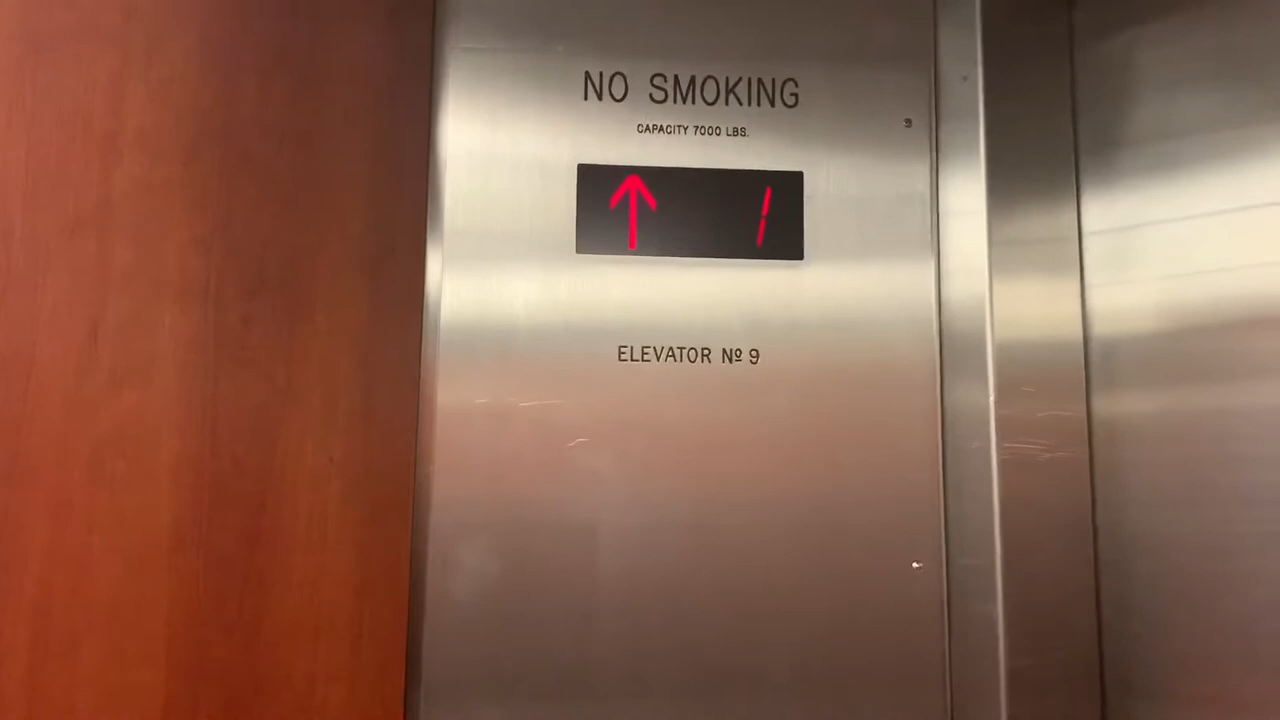 NO SMOKING
CAPACITY 7000 LBS.
↑ 1
ELEVATOR Nº 9